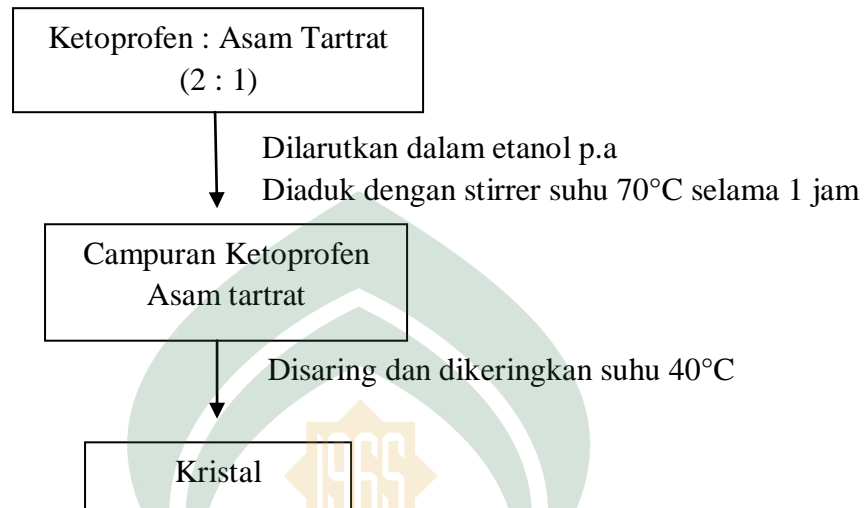 Ketoprofen : Asam Tartrat
(2 : 1)
Dilarutkan dalam etanol p.a
Diaduk dengan stirrer suhu 70°C selama 1 jam
Campuran Ketoprofen
Asam tartrat
Disaring dan dikeringkan suhu 40°C
Kristal
1965